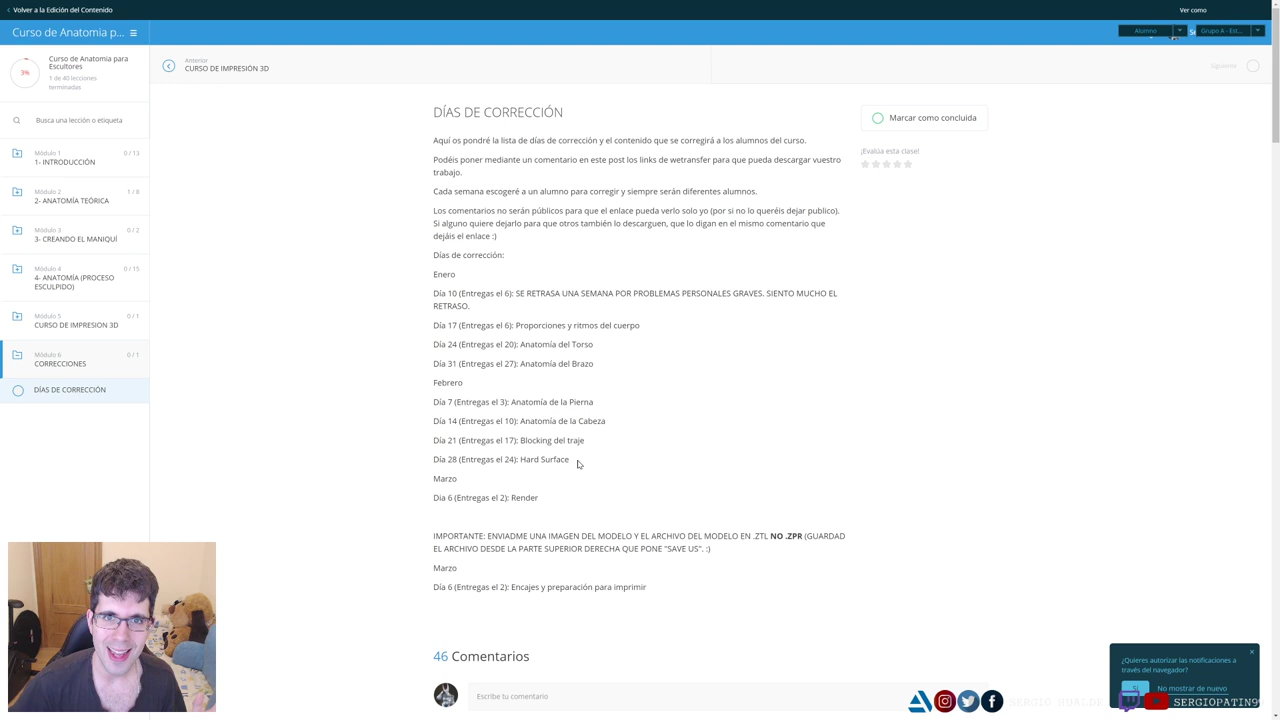 Volver a la Edición del Contenido
Ver como
Curso de Anatomia p...
Alumno
Grupo A - Est...
3%
Curso de Anatomia para
Escultores
1 de 40 lecciones
terminadas
Anterior
CURSO DE IMPRESIÓN 3D
Siguiente
Busca una lección o etiqueta
Módulo 1
0 / 13
1- INTRODUCCIÓN
Módulo 2
1 / 8
2- ANATOMÍA TEÓRICA
Módulo 3
0 / 2
3- CREANDO EL MANIQUÍ
Módulo 4
0 / 15
4- ANATOMÍA (PROCESO
ESCULPIDO)
Módulo 5
0 / 1
CURSO DE IMPRESION 3D
Módulo 6
0 / 1
CORRECCIONES
DÍAS DE CORRECCIÓN
DÍAS DE CORRECCIÓN
Aquí os pondré la lista de días de corrección y el contenido que se corregirá a los alumnos del curso.
Podéis poner mediante un comentario en este post los links de wetransfer para que pueda descargar vuestro
trabajo.
Cada semana escogeré a un alumno para corregir y siempre serán diferentes alumnos.
Los comentarios no serán públicos para que el enlace pueda verlo solo yo (por si no lo queréis dejar publico).
Si alguno quiere dejarlo para que otros también lo descarguen, que lo digan en el mismo comentario que
dejáis el enlace :)
Días de corrección:
Enero
Día 10 (Entregas el 6): SE RETRASA UNA SEMANA POR PROBLEMAS PERSONALES GRAVES. SIENTO MUCHO EL
RETRASO.
Día 17 (Entregas el 6): Proporciones y ritmos del cuerpo
Día 24 (Entregas el 20): Anatomía del Torso
Día 31 (Entregas el 27): Anatomía del Brazo
Febrero
Día 7 (Entregas el 3): Anatomía de la Pierna
Día 14 (Entregas el 10): Anatomía de la Cabeza
Día 21 (Entregas el 17): Blocking del traje
Día 28 (Entregas el 24): Hard Surface
Marzo
Dia 6 (Entregas el 2): Render
IMPORTANTE: ENVIADME UNA IMAGEN DEL MODELO Y EL ARCHIVO DEL MODELO EN .ZTL NO .ZPR (GUARDAD
EL ARCHIVO DESDE LA PARTE SUPERIOR DERECHA QUE PONE "SAVE US". :)
Marzo
Día 6 (Entregas el 2): Encajes y preparación para imprimir
46 Comentarios
Escribe tu comentario
Marcar como concluida
¡Evalúa esta clase!
¿Quieres autorizar las notificaciones a
través del navegador?
No mostrar de nuevo
SERGIOPATIN99